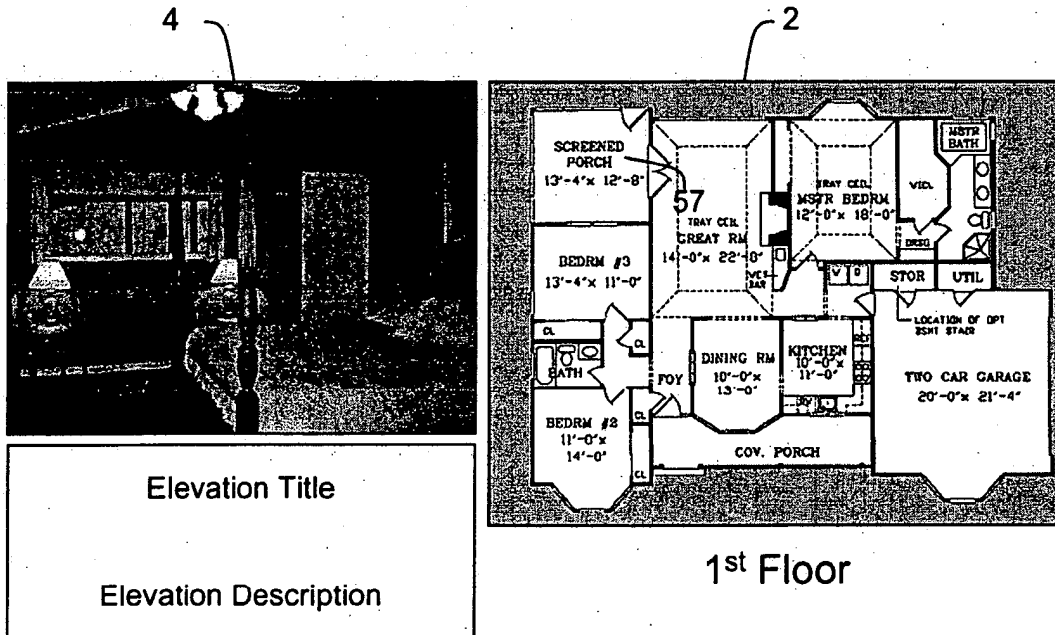 4
2
SCREENED
PORCH
13'-4"x 12'-8"
57
TRAY CEIL
GREAT RM
14'-0"x 22'-0"
TRAY CEIL
MSTR BEDRM
12'-0"x 18'-0"
WICL
MSTR
BATH
DRSG
BEDRM #3
13'-4"x 11'-0"
WET
BAR
W
D
STOR
UTIL
LOCATION OF OPT
BSMT STAIR
CL
CL
BATH
FOY
DINING RM
10'-0"x
13'-0"
KITCHEN
10'-0"x
11'-0"
REF
TWO CAR GARAGE
20'-0"x 21'-4"
BEDRM #2
11'-0"x
14'-0"
CL
CL
COV. PORCH
Elevation Title
Elevation Description
1st Floor